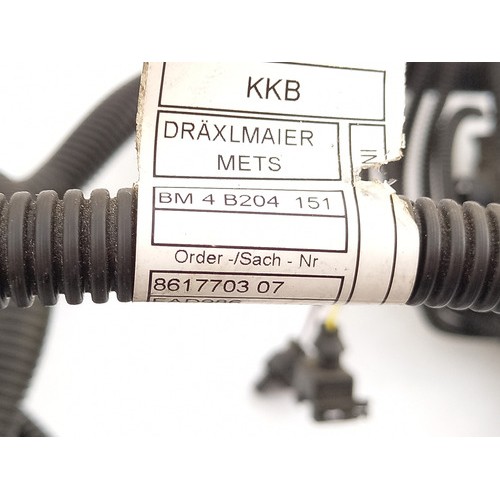 KKB
DRÄXLMAIER
METS
BM 4 B204 151
Order -/Sach - Nr
8617703 07